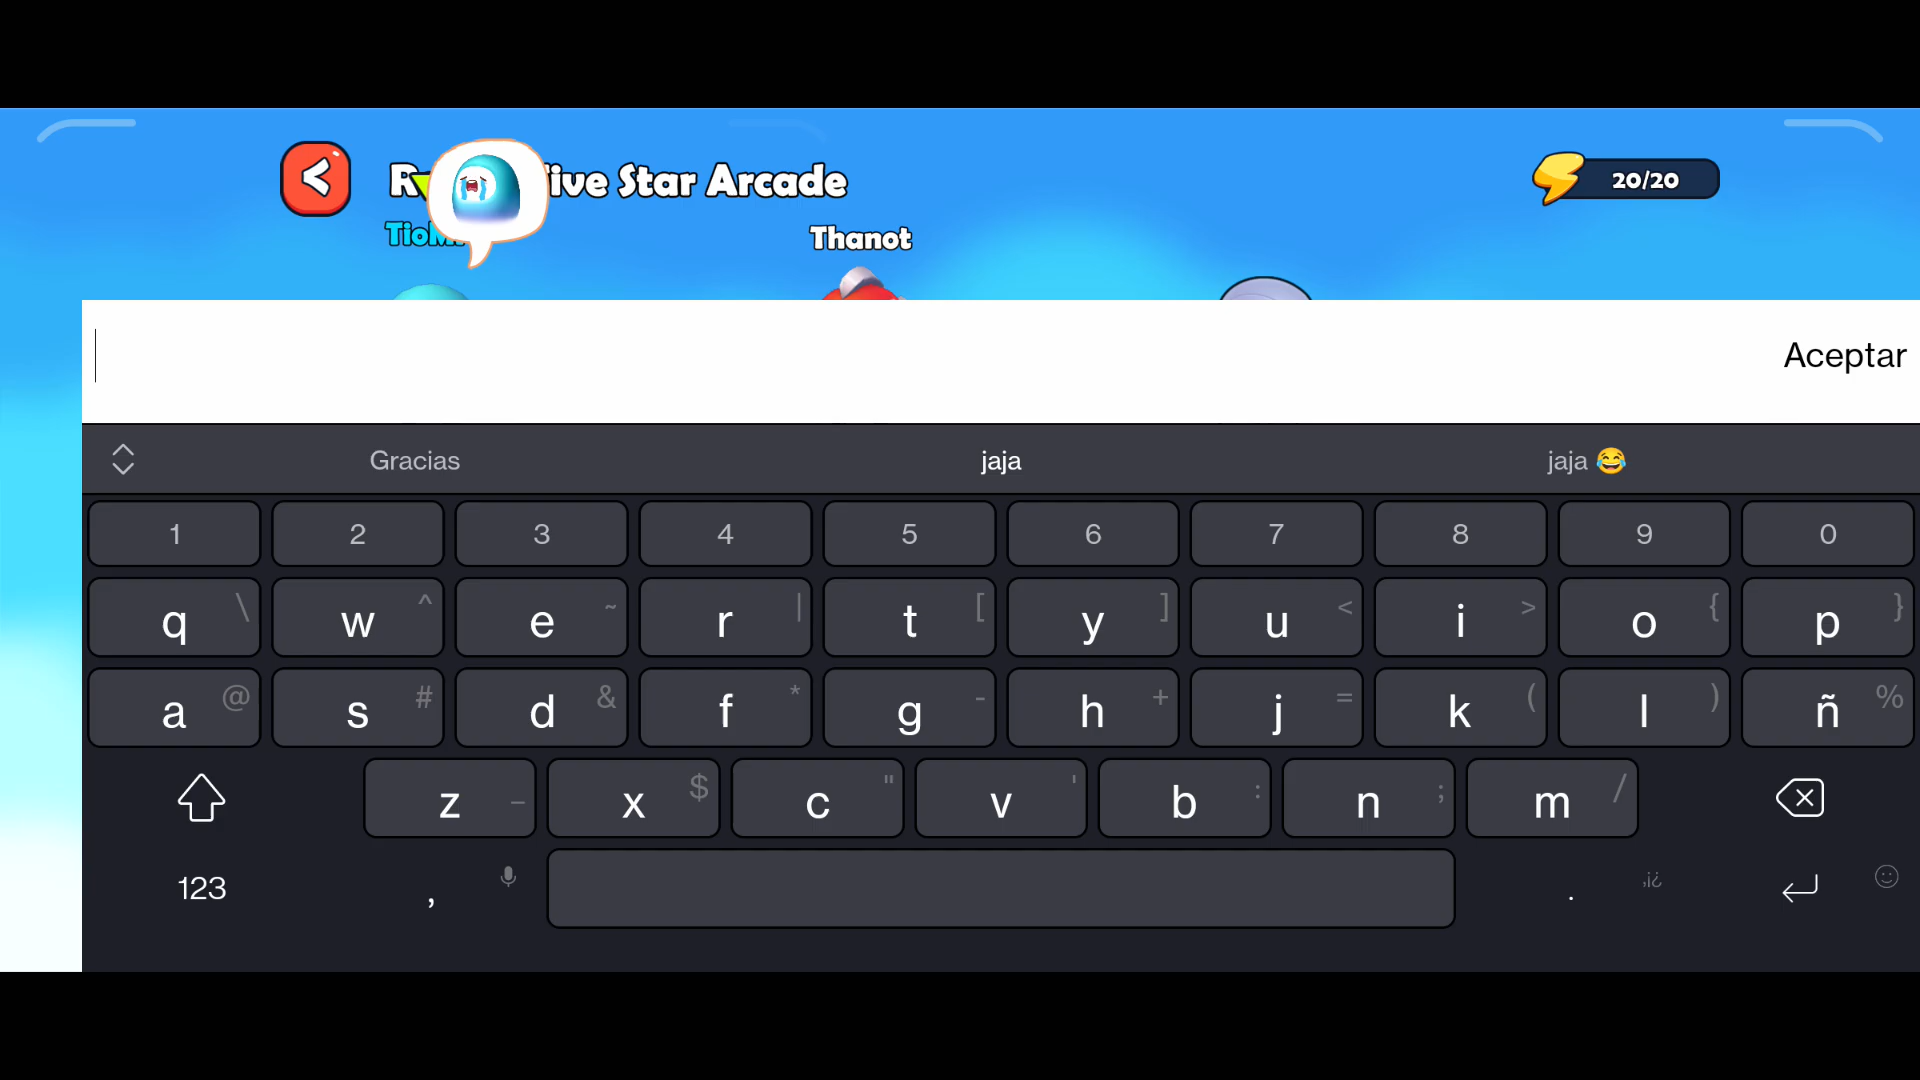 ive Star Arcade
20/20
Thanot
Aceptar
Gracias jaja jaja 😂
1 2 3 4 5 6 7 8 9 0
q \ w ^ e ~ r | t [ y ] u < i > o { p }
a @ s # d & f * g - h + j = k ( l ) ñ %
z _ x $ c " v ' b : n ; m /
123 , . ,i¿